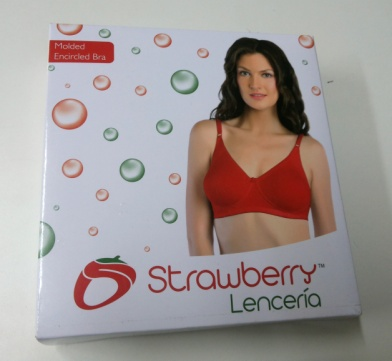 Molded
Encircled Bra
Strawberry™
Lencería